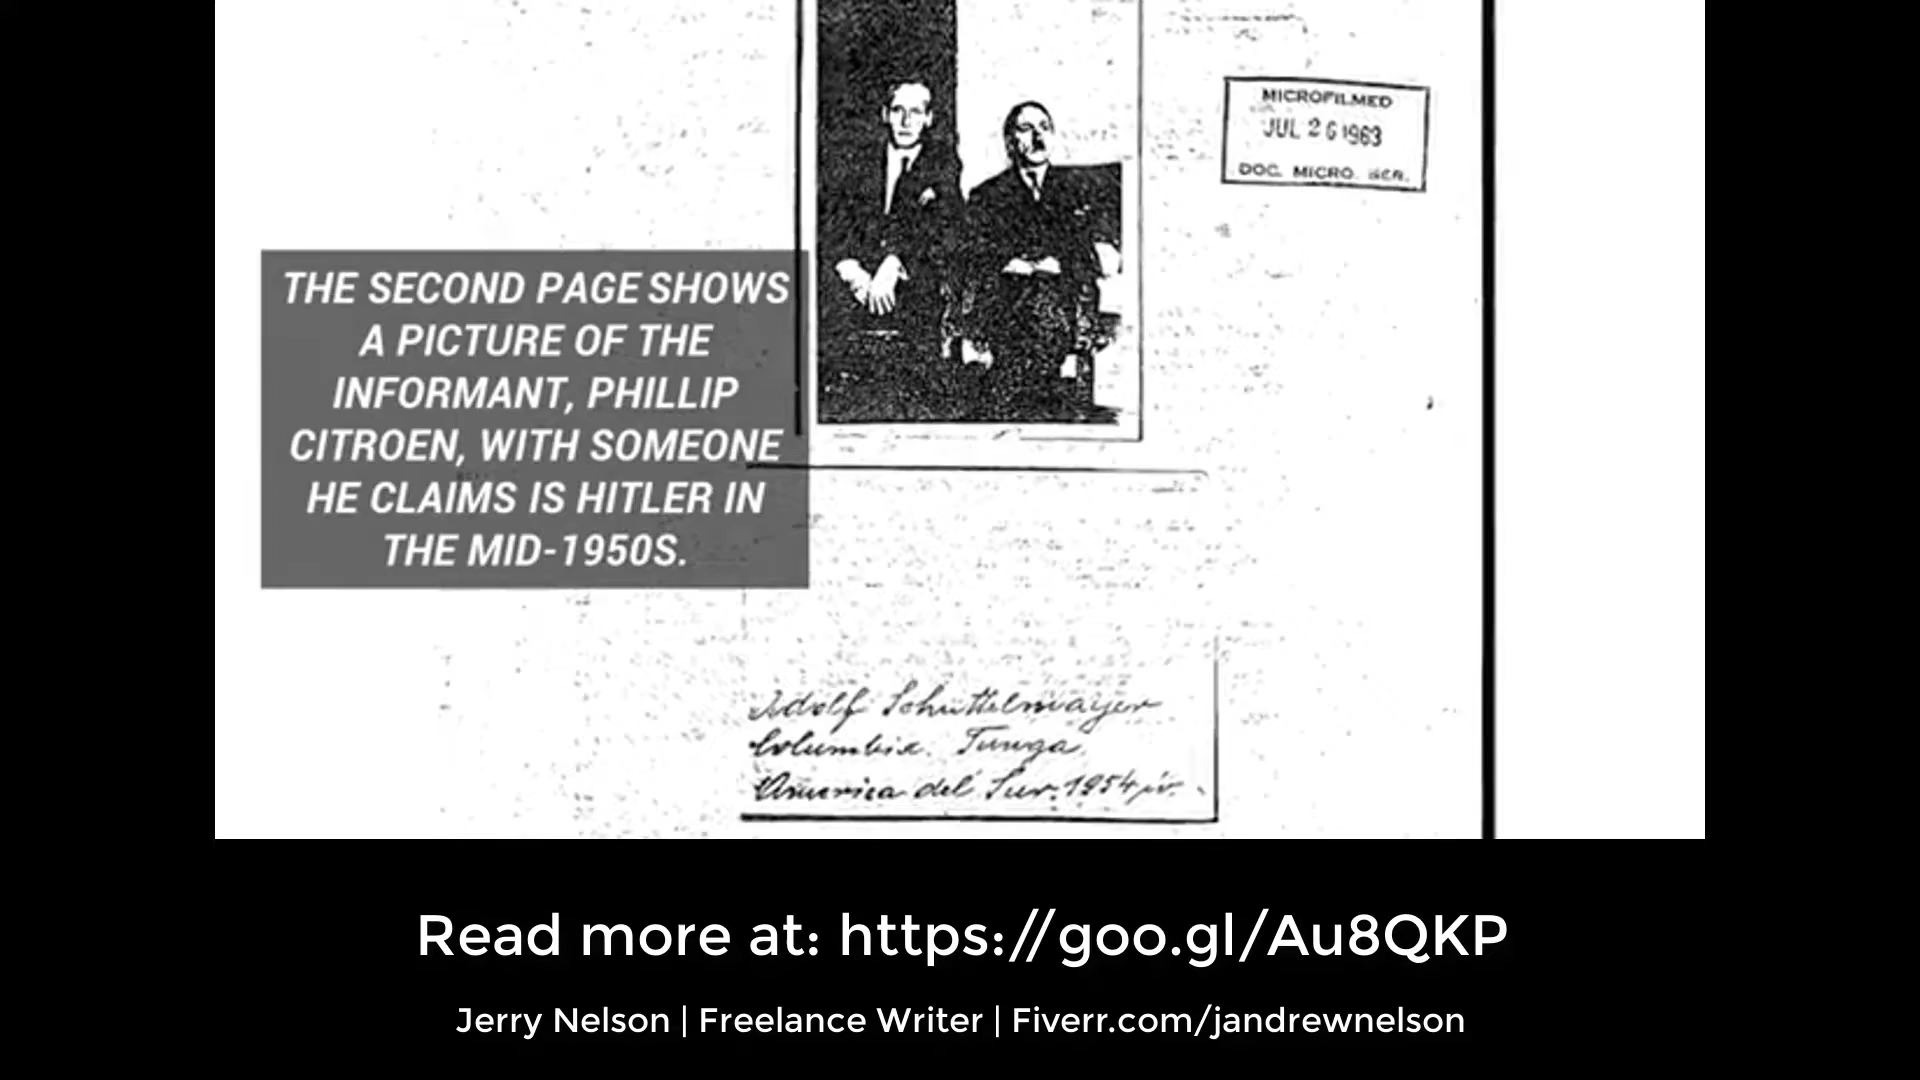 MICROFILMED
JUL 26 1963
DOC. MICRO. SER.
THE SECOND PAGE SHOWS
A PICTURE OF THE
INFORMANT, PHILLIP
CITROEN, WITH SOMEONE
HE CLAIMS IS HITLER IN
THE MID-1950S.
Adolf Schüttelmayer
Columbia. Tunga.
America del Sur. 1954
Read more at: https://goo.gl/Au8QKP
Jerry Nelson | Freelance Writer | Fiverr.com/jandrewnelson